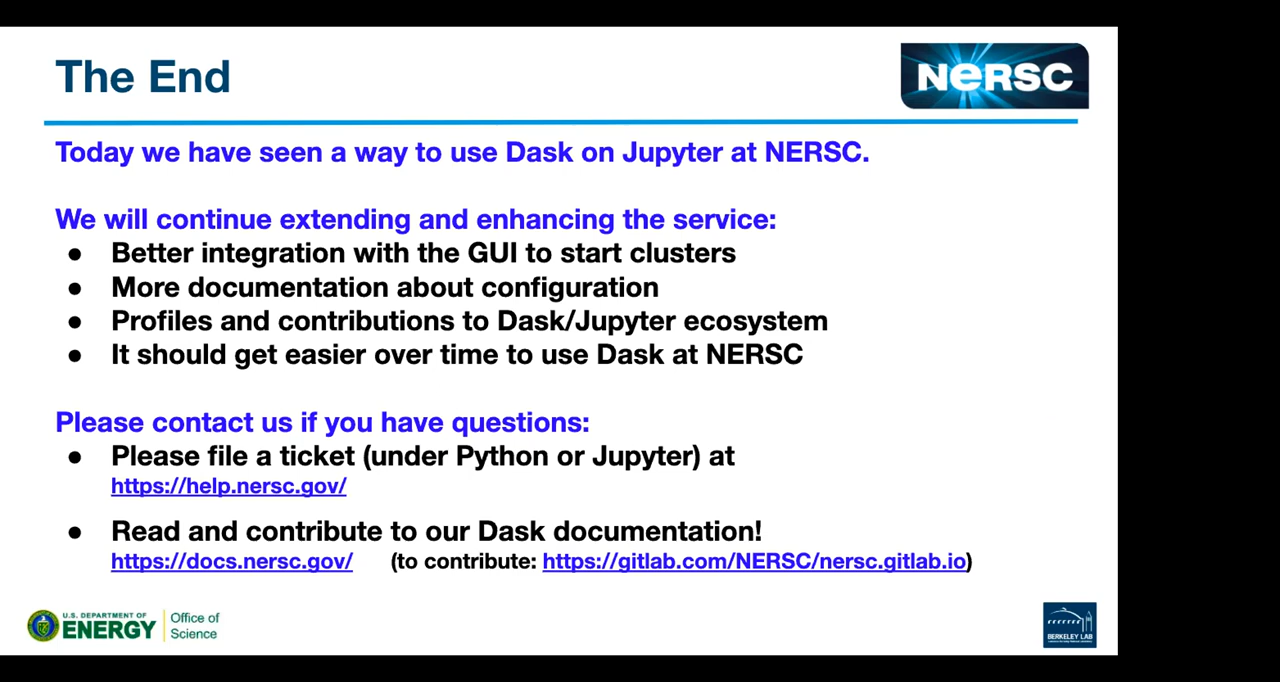 The End
NERSC
Today we have seen a way to use Dask on Jupyter at NERSC.
We will continue extending and enhancing the service:
● Better integration with the GUI to start clusters
● More documentation about configuration
● Profiles and contributions to Dask/Jupyter ecosystem
● It should get easier over time to use Dask at NERSC
Please contact us if you have questions:
● Please file a ticket (under Python or Jupyter) at
https://help.nersc.gov/
● Read and contribute to our Dask documentation!
https://docs.nersc.gov/ (to contribute: https://gitlab.com/NERSC/nersc.gitlab.io)
U.S. DEPARTMENT OF
ENERGY
Office of
Science
BERKELEY LAB